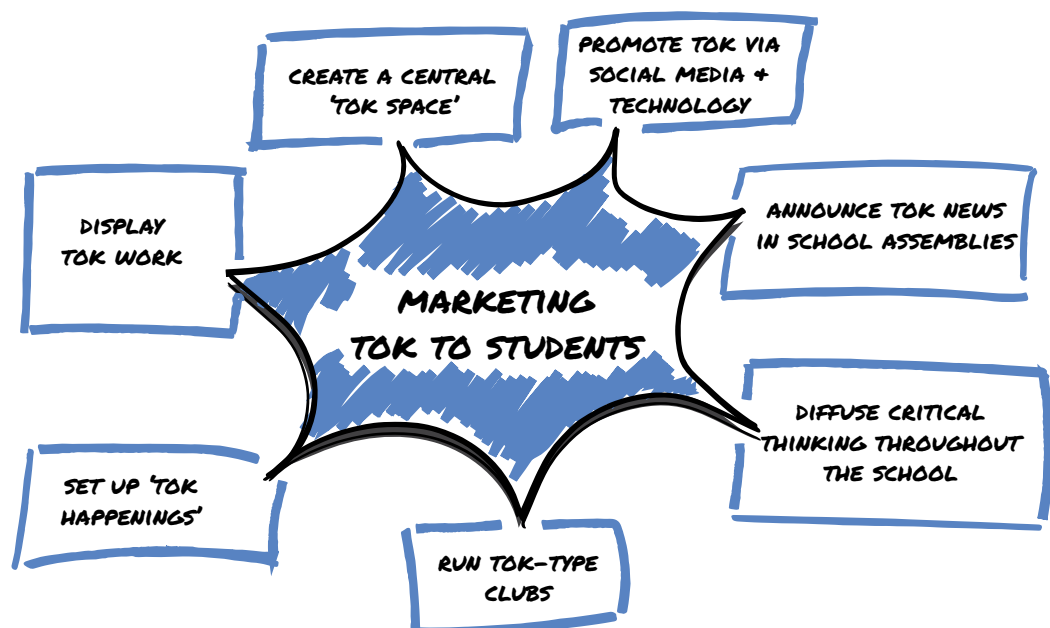 CREATE A CENTRAL
'TOK SPACE'
PROMOTE TOK VIA
SOCIAL MEDIA +
TECHNOLOGY
DISPLAY
TOK WORK
ANNOUNCE TOK NEWS
IN SCHOOL ASSEMBLIES
MARKETING
TOK TO STUDENTS
DIFFUSE CRITICAL
THINKING THROUGHOUT
THE SCHOOL
SET UP 'TOK
HAPPENINGS'
RUN TOK-TYPE
CLUBS